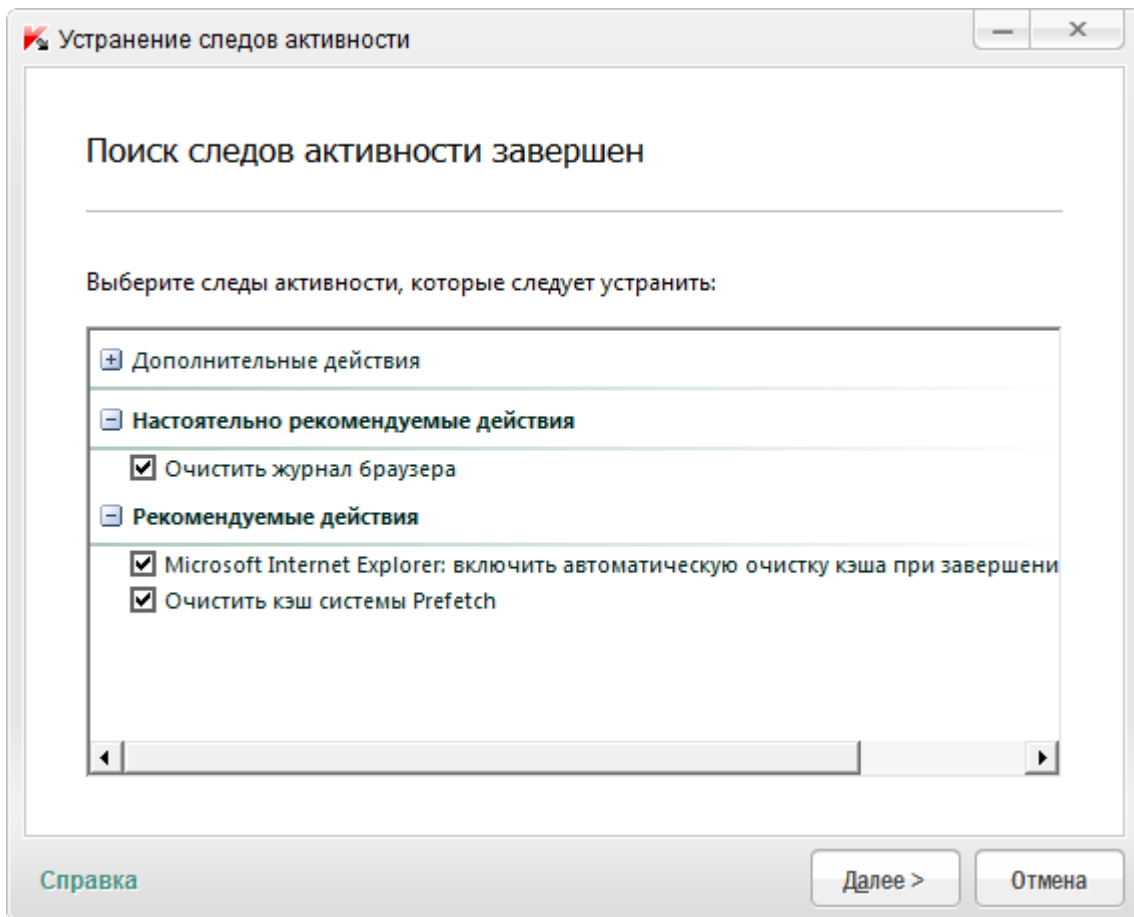 Устранение следов активности
Поиск следов активности завершен
Выберите следы активности, которые следует устранить:
Дополнительные действия
Настоятельно рекомендуемые действия
Очистить журнал браузера
Рекомендуемые действия
Microsoft Internet Explorer: включить автоматическую очистку кэша при завершени
Очистить кэш системы Prefetch
Справка
Далее >
Отмена